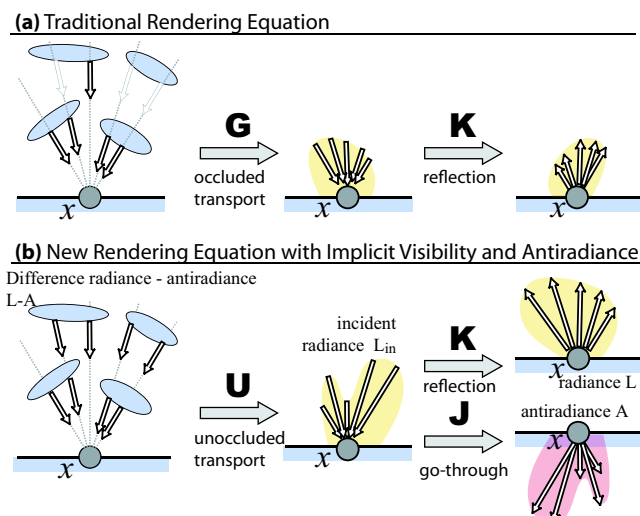 (a) Traditional Rendering Equation
G
K
occluded
transport
reflection
x
x
x
(b) New Rendering Equation with Implicit Visibility and Antiradiance
Difference radiance - antiradiance
L-A
incident
radiance Lin
U
K
reflection
unoccluded
transport
x
x
x
radiance L
J
antiradiance A
go-through
x